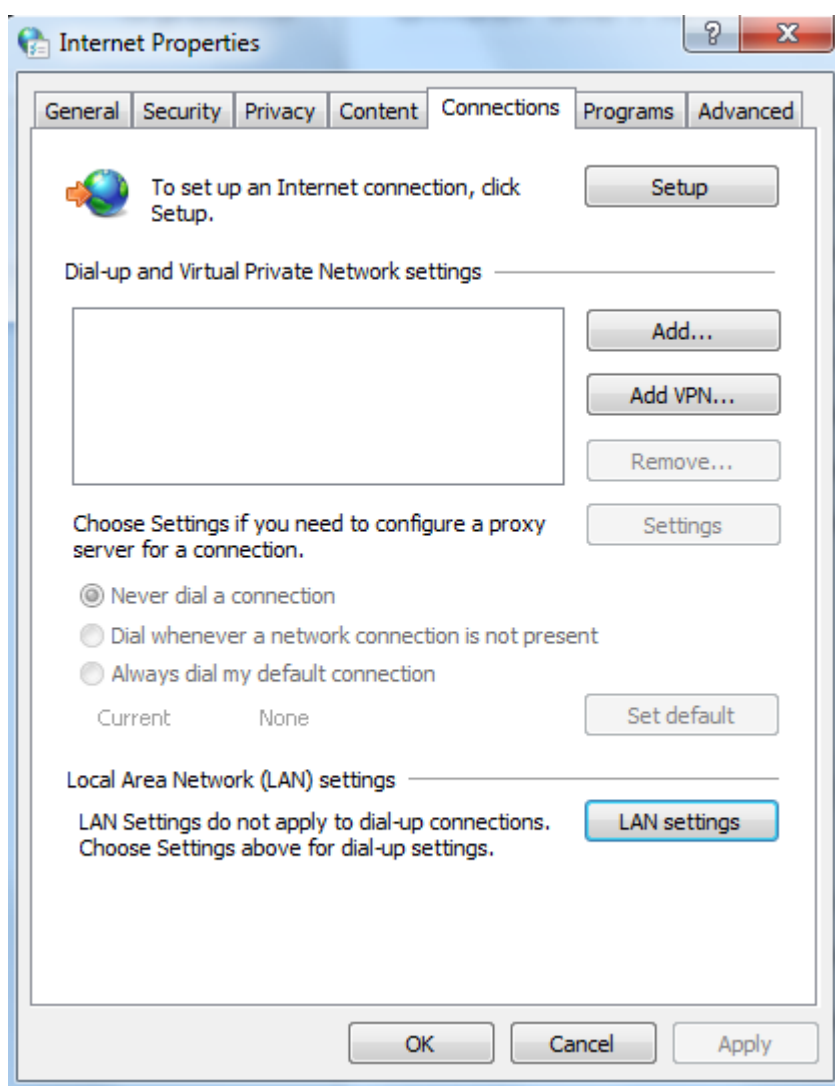 Internet Properties
?
X
General Security Privacy Content Connections Programs Advanced
To set up an Internet connection, click
Setup.
Setup
Dial-up and Virtual Private Network settings
Add...
Add VPN...
Remove...
Choose Settings if you need to configure a proxy
server for a connection.
Settings
Never dial a connection
Dial whenever a network connection is not present
Always dial my default connection
Current None
Set default
Local Area Network (LAN) settings
LAN Settings do not apply to dial-up connections.
Choose Settings above for dial-up settings.
LAN settings
OK Cancel Apply